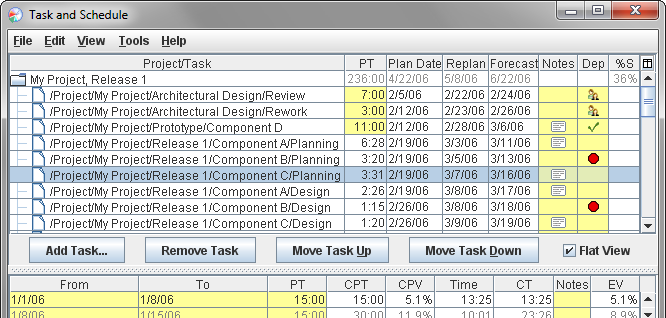 Task and Schedule
File Edit View Tools Help
Project/Task PT Plan Date Replan Forecast Notes Dep %S
My Project, Release 1 236:00 4/22/06 5/8/06 6/22/06 36%
/Project/My Project/Architectural Design/Review 7:00 2/5/06 2/22/06 2/24/06
/Project/My Project/Architectural Design/Rework 3:00 2/12/06 2/23/06 2/26/06
/Project/My Project/Prototype/Component D 11:00 2/12/06 2/28/06 3/6/06
/Project/My Project/Release 1/Component A/Planning 6:28 2/19/06 3/3/06 3/11/06
/Project/My Project/Release 1/Component B/Planning 3:20 2/19/06 3/5/06 3/13/06
/Project/My Project/Release 1/Component C/Planning 3:31 2/19/06 3/7/06 3/16/06
/Project/My Project/Release 1/Component A/Design 2:26 2/19/06 3/8/06 3/17/06
/Project/My Project/Release 1/Component B/Design 1:15 2/26/06 3/8/06 3/18/06
/Project/My Project/Release 1/Component C/Design 1:20 2/26/06 3/9/06 3/19/06
Add Task... Remove Task Move Task Up Move Task Down Flat View
From To PT CPT CPV Time CT Notes EV
1/1/06 1/8/06 15:00 15:00 5.1% 13:25 13:25 5.1%
1/8/06 1/15/06 15:00 30:00 11.9% 10:01 23:26 8.9%